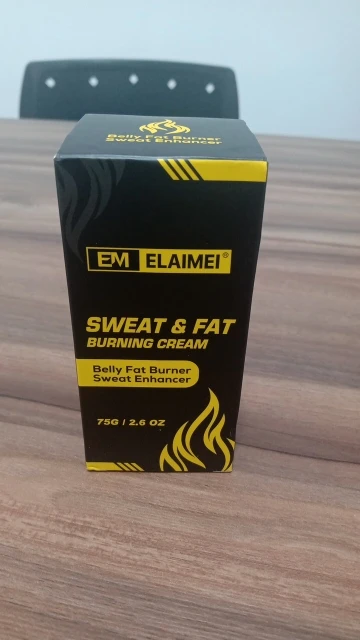 Belly Fat Burner
Sweat Enhancer
EM ELAIMEI®
SWEAT & FAT
BURNING CREAM
Belly Fat Burner
Sweat Enhancer
75G / 2.6 OZ